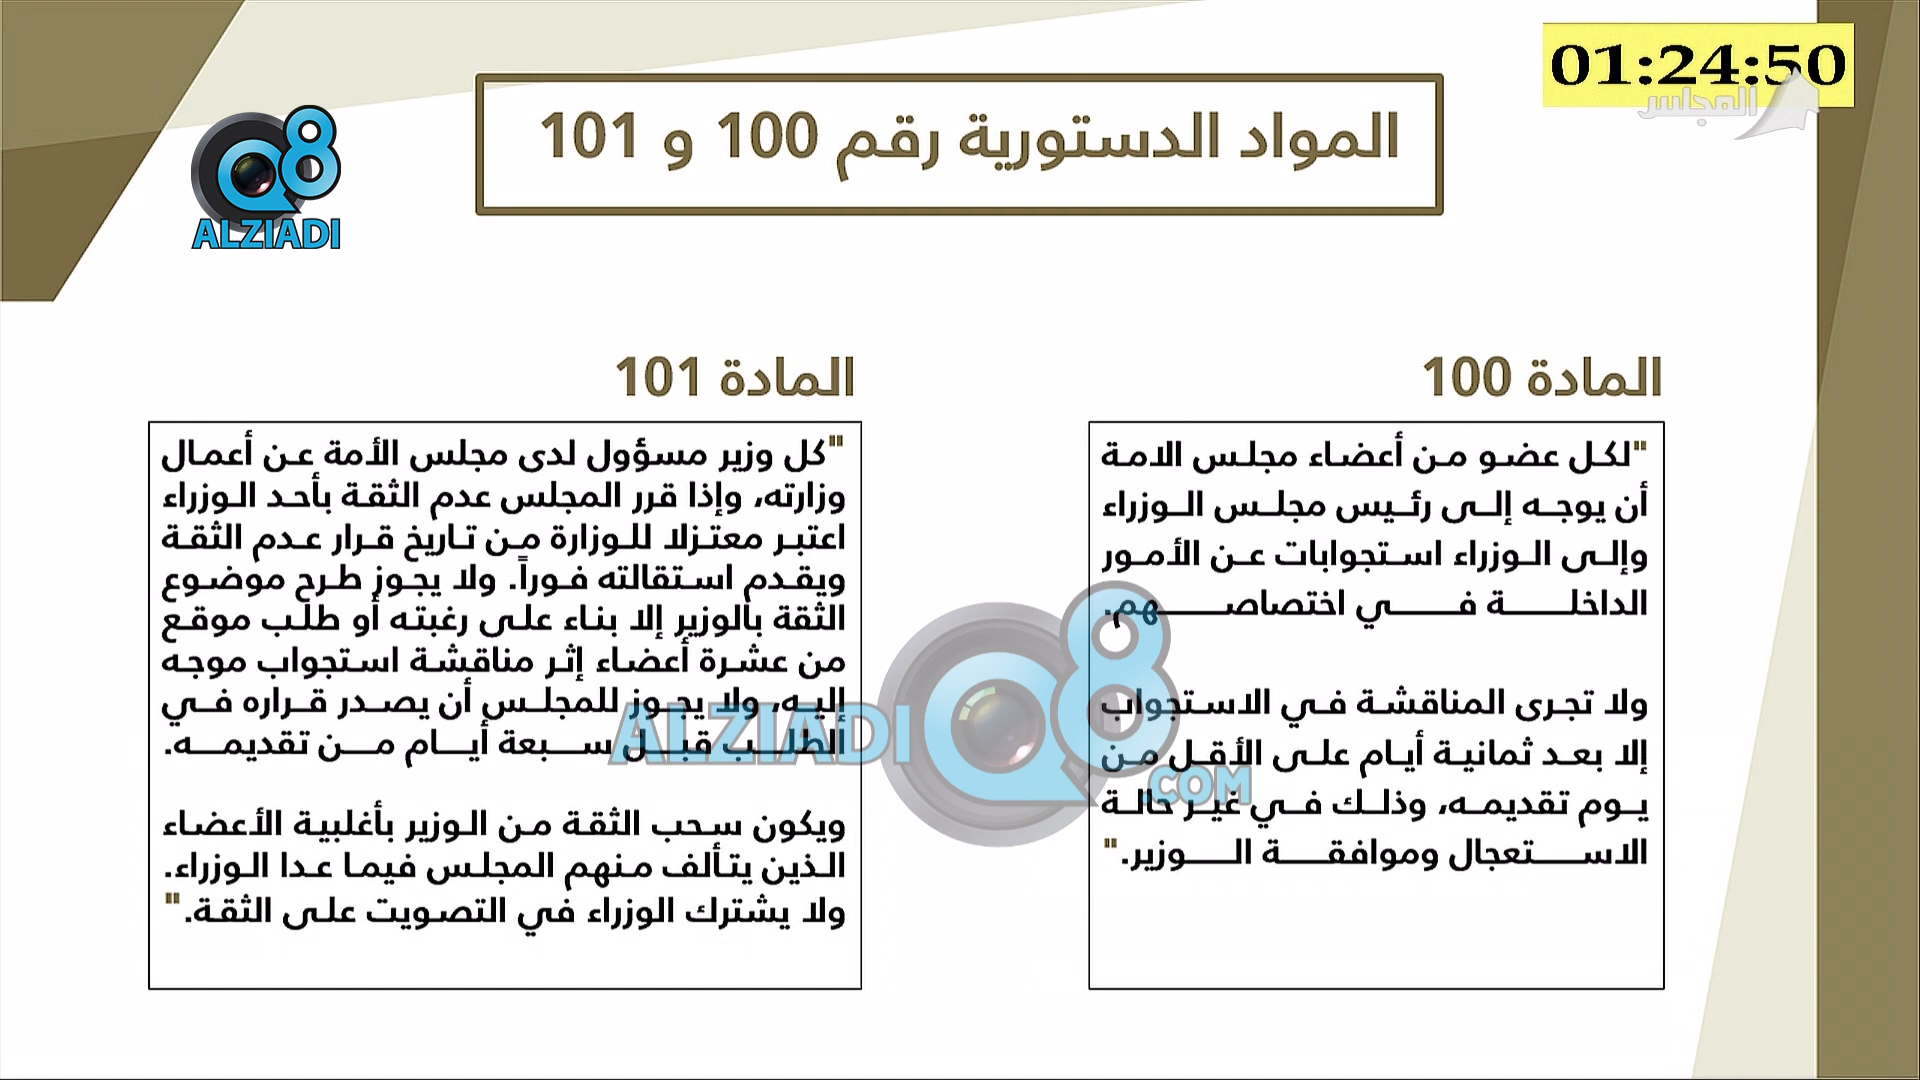 01:24:50
المجلس
المواد الدستورية رقم 100 و 101
Q8
ALZIADI
المادة 100
"لكل عضو من أعضاء مجلس الامة
أن يوجه إلى رئيس مجلس الوزراء
وإلى الوزراء استجوابات عن الأمور
الداخلة في اختصاصهم.
ولا تجرى المناقشة في الاستجواب
إلا بعد ثمانية أيام على الأقل من
يوم تقديمه، وذلك في غير حالة
الاستعجال وموافقة الوزير."
المادة 101
"كل وزير مسؤول لدى مجلس الأمة عن أعمال
وزارته، وإذا قرر المجلس عدم الثقة بأحد الوزراء
اعتبر معتزلا للوزارة من تاريخ قرار عدم الثقة
ويقدم استقالته فوراً. ولا يجوز طرح موضوع
الثقة بالوزير إلا بناء على رغبته أو طلب موقع
من عشرة أعضاء إثر مناقشة استجواب موجه
إليه، ولا يجوز للمجلس أن يصدر قراره في
الطلب قبل سبعة أيام من تقديمه.
ويكون سحب الثقة من الوزير بأغلبية الأعضاء
الذين يتألف منهم المجلس فيما عدا الوزراء.
ولا يشترك الوزراء في التصويت على الثقة."
ALZIADIQ8.COM